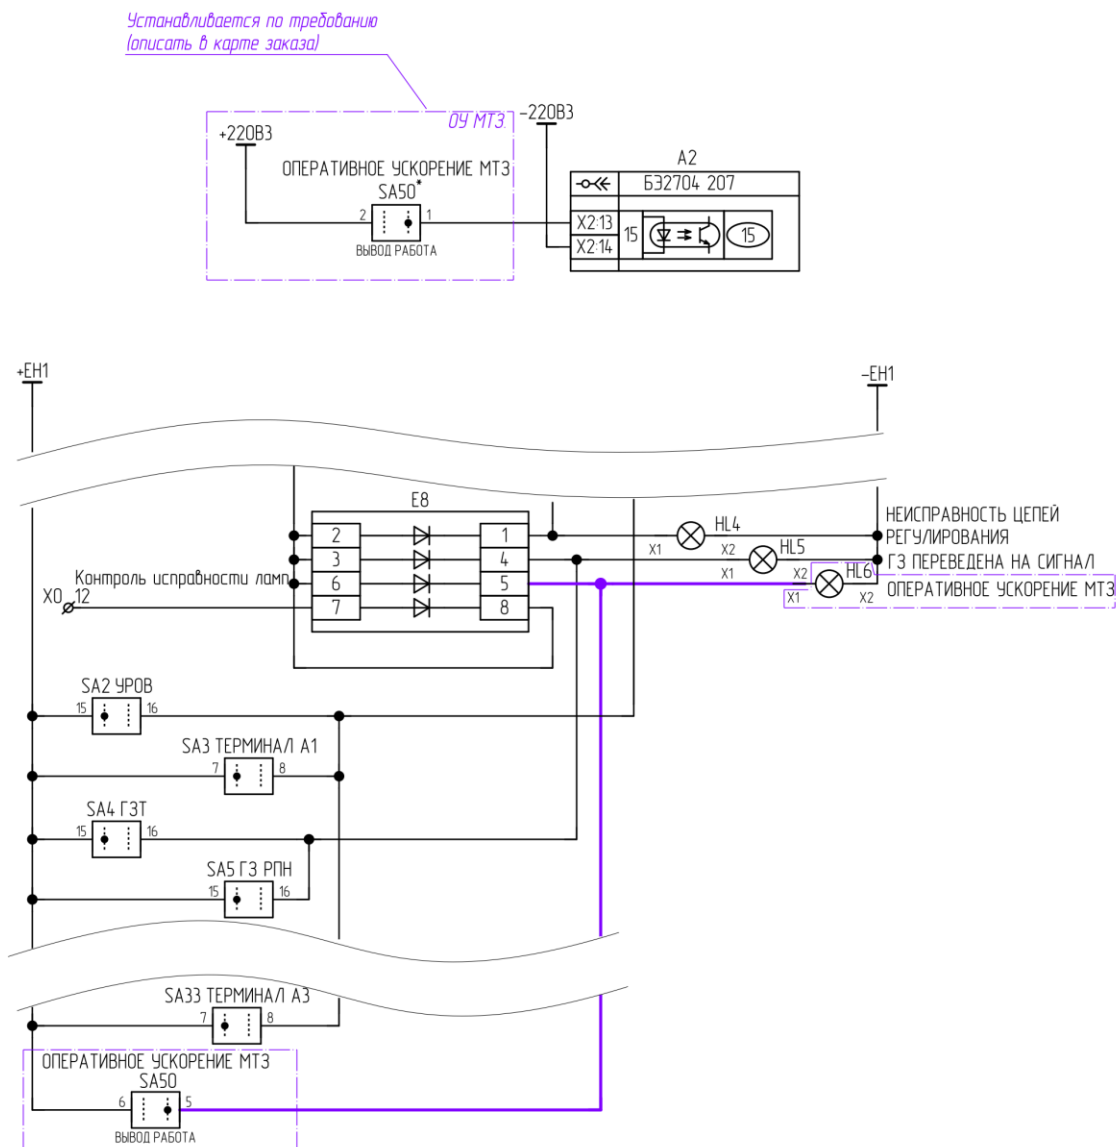 Устанавливается по требованию
(описать в карте заказа)
ОУ МТЗ
+220В3
-220В3
ОПЕРАТИВНОЕ УСКОРЕНИЕ МТЗ
SA50*
2 1
ВЫВОД РАБОТА
A2
БЭ2704 207
X2:13
X2:14
15
15
+ЕН1
-ЕН1
E8
2 1
3 4
6 5
7 8
Контроль исправности ламп
X0 12
HL4
X1 X2
HL5
X1 X2
HL6
X1 X2
НЕИСПРАВНОСТЬ ЦЕПЕЙ
РЕГУЛИРОВАНИЯ
ГЗ ПЕРЕВЕДЕНА НА СИГНАЛ
ОПЕРАТИВНОЕ УСКОРЕНИЕ МТЗ
SA2 УРОВ
15 16
SA3 ТЕРМИНАЛ А1
7 8
SA4 ГЗТ
15 16
SA5 ГЗ РПН
15 16
SA33 ТЕРМИНАЛ А3
7 8
ОПЕРАТИВНОЕ УСКОРЕНИЕ МТЗ
SA50
6 5
ВЫВОД РАБОТА